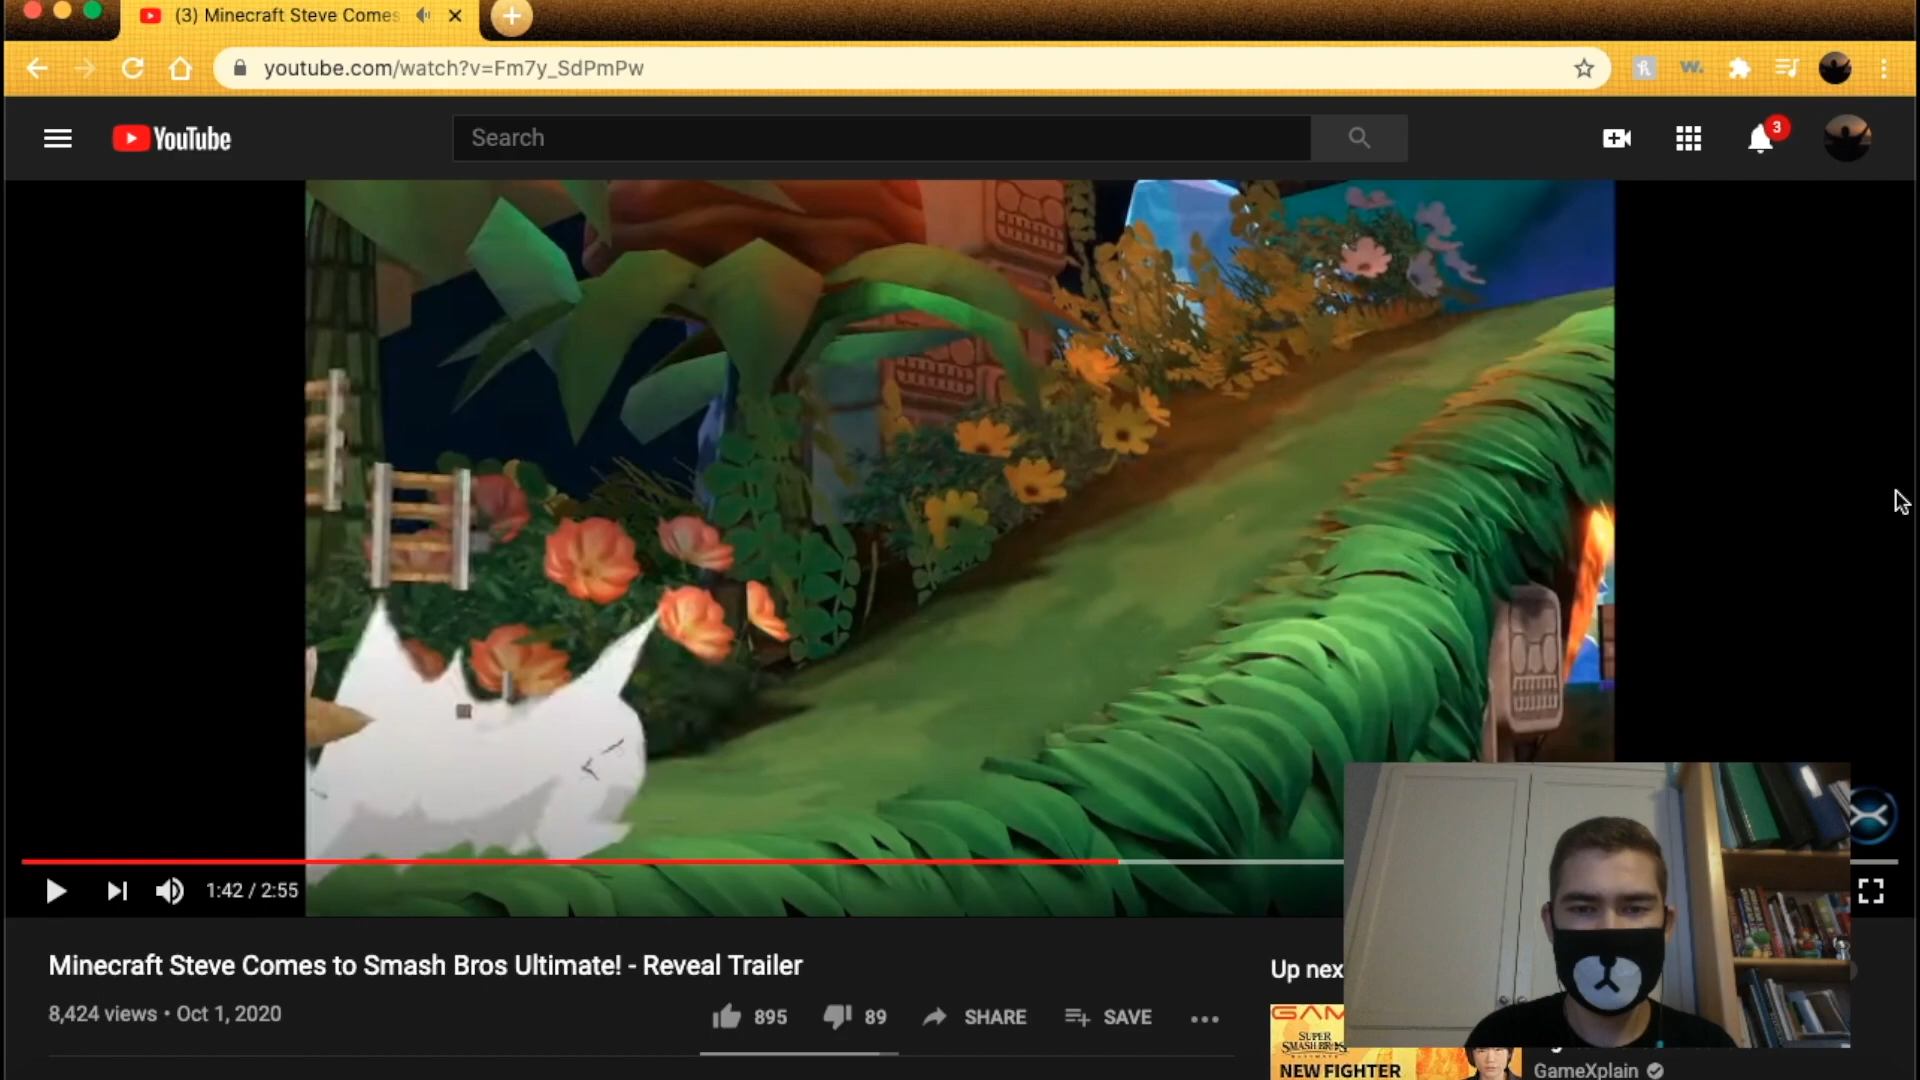 (3) Minecraft Steve Comes
youtube.com/watch?v=Fm7y_SdPmPw
YouTube
Search
3
1:42 / 2:55
Minecraft Steve Comes to Smash Bros Ultimate! - Reveal Trailer
8,424 views • Oct 1, 2020
895
89
SHARE
SAVE
Up nex
GAM
SUPER
SMASH BROS
NEW FIGHTER
GameXplain